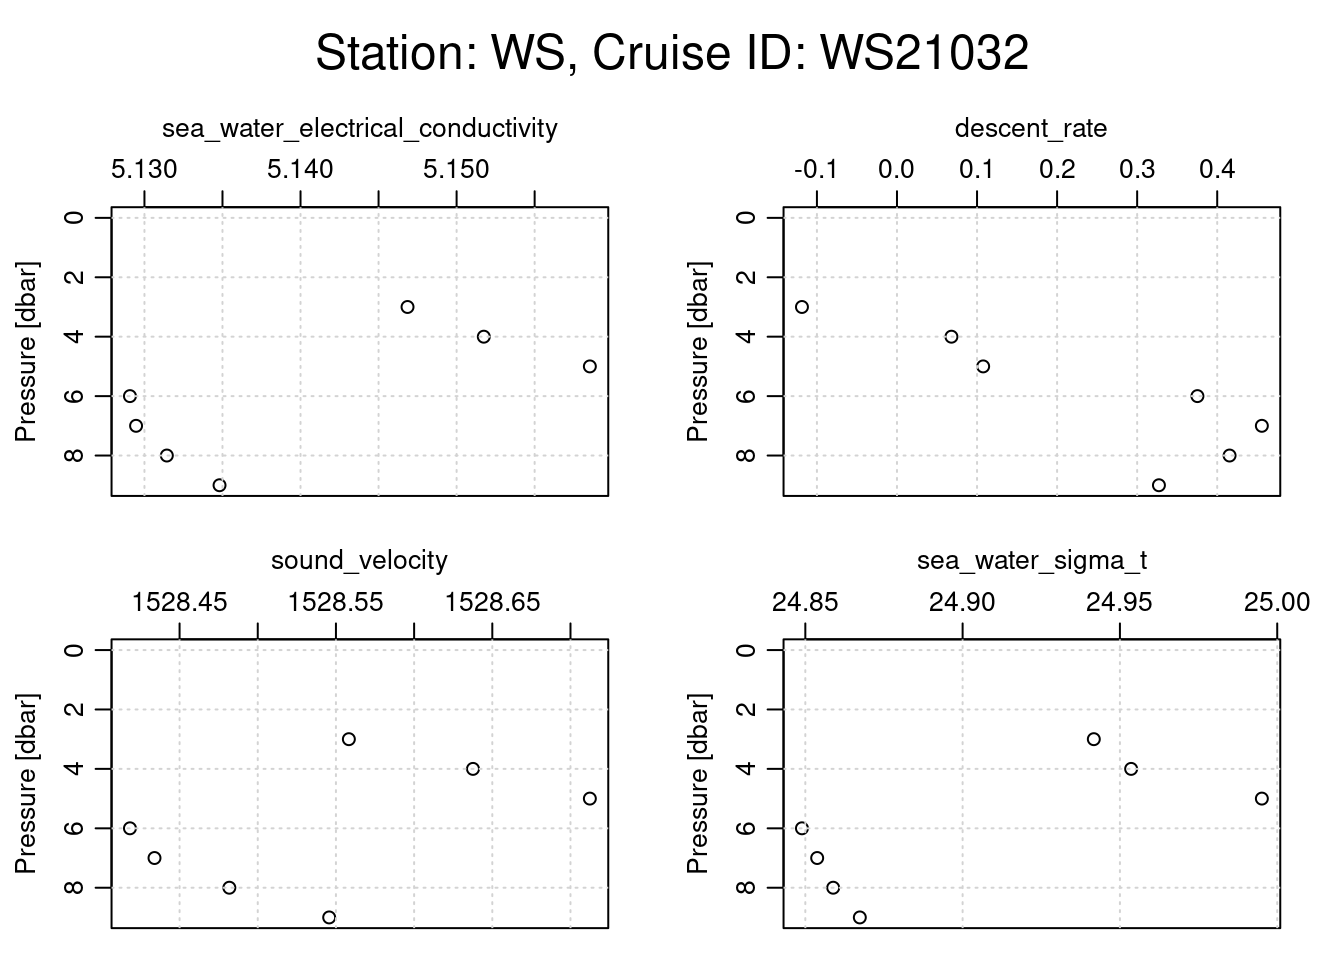 Station: WS, Cruise ID: WS21032
sea_water_electrical_conductivity
5.130 5.140 5.150
Pressure [dbar]
0
2
4
6
8
descent_rate
-0.1 0.0 0.1 0.2 0.3 0.4
Pressure [dbar]
0
2
4
6
8
sound_velocity
1528.45 1528.55 1528.65
Pressure [dbar]
0
2
4
6
8
sea_water_sigma_t
24.85 24.90 24.95 25.00
Pressure [dbar]
0
2
4
6
8